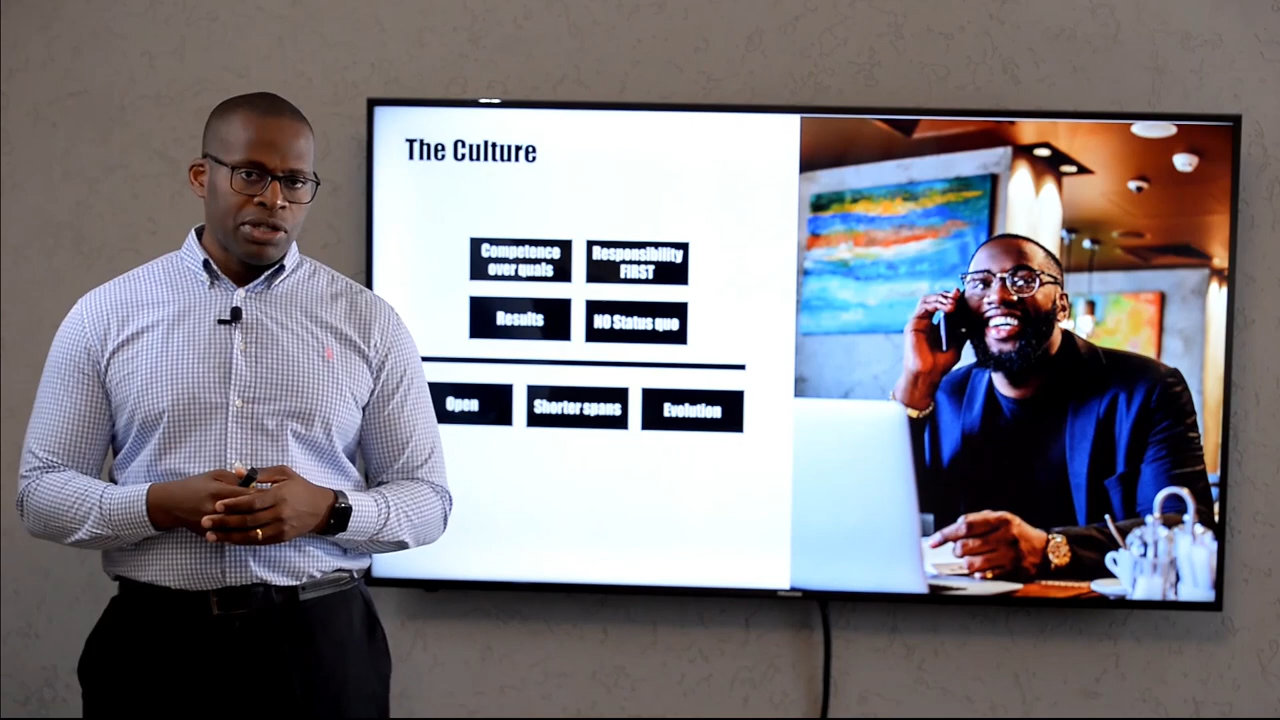 The Culture
Competence
over quals
Responsibility
FIRST
Results
NO Status quo
Open
Shorter spans
Evolution